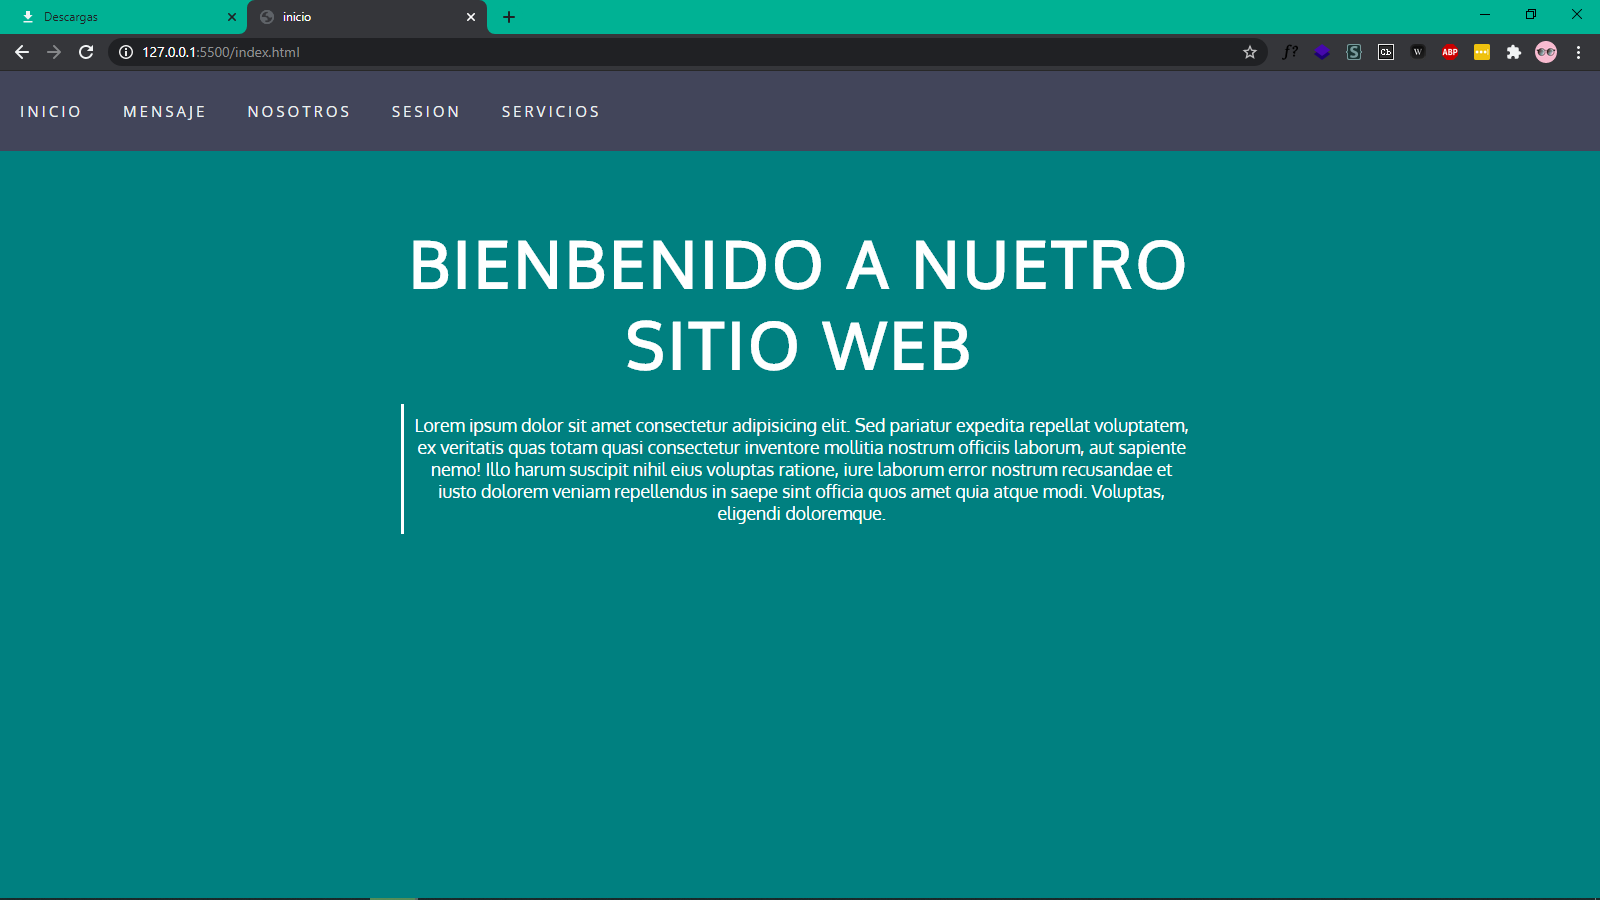 Descargas
inicio
127.0.0.1:5500/index.html
f?
S
Cb
W
ABP
INICIO MENSAJE NOSOTROS SESION SERVICIOS
BIENBENIDO A NUETRO
SITIO WEB
Lorem ipsum dolor sit amet consectetur adipisicing elit. Sed pariatur expedita repellat voluptatem,
ex veritatis quas totam quasi consectetur inventore mollitia nostrum officiis laborum, aut sapiente
nemo! Illo harum suscipit nihil eius voluptas ratione, iure laborum error nostrum recusandae et
iusto dolorem veniam repellendus in saepe sint officia quos amet quia atque modi. Voluptas,
eligendi doloremque.